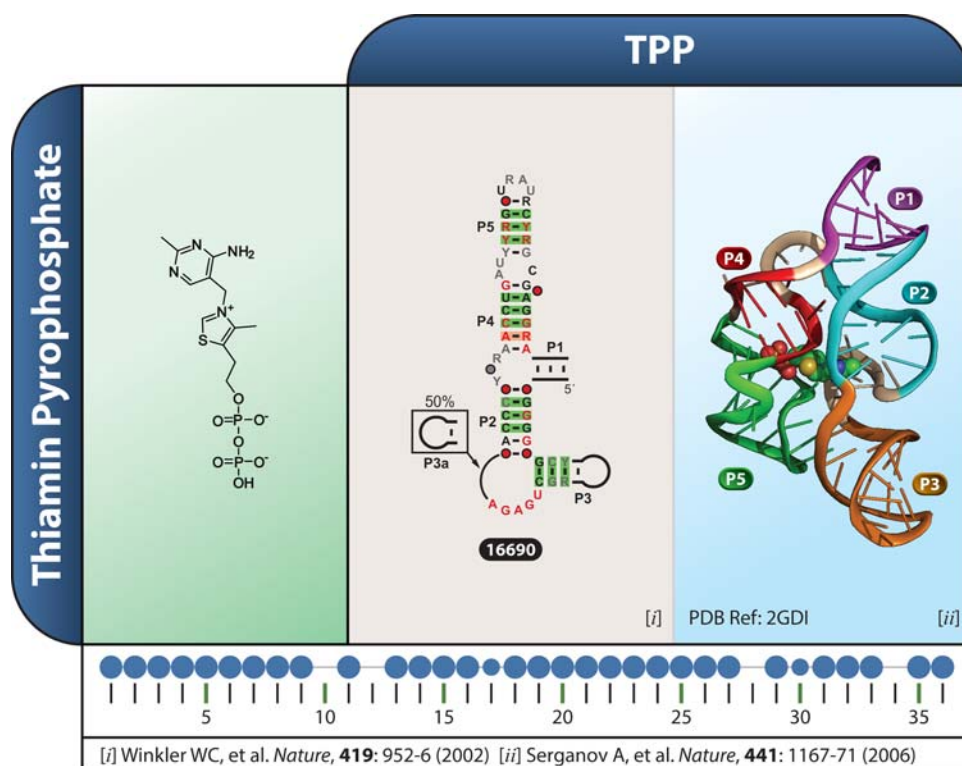 TPP
Thiamin Pyrophosphate
N
NH₂
N
N⁺
S
O
O=P-O⁻
O
O=P-O⁻
OH
R A
U U
R
G C
P5 R Y
Y R
Y G
U
A C
G G
U A
C G
P4 C G
A R
A A
R P1
Y
5´
50%
C G
C G
P2 C G
A G
P3a
G C Y
C G R
U P3
A G A G
16690
[i]
P1
P4
P2
P5
P3
PDB Ref: 2GDI [ii]
5 10 15 20 25 30 35
[i] Winkler WC, et al. Nature, 419: 952-6 (2002) [ii] Serganov A, et al. Nature, 441: 1167-71 (2006)